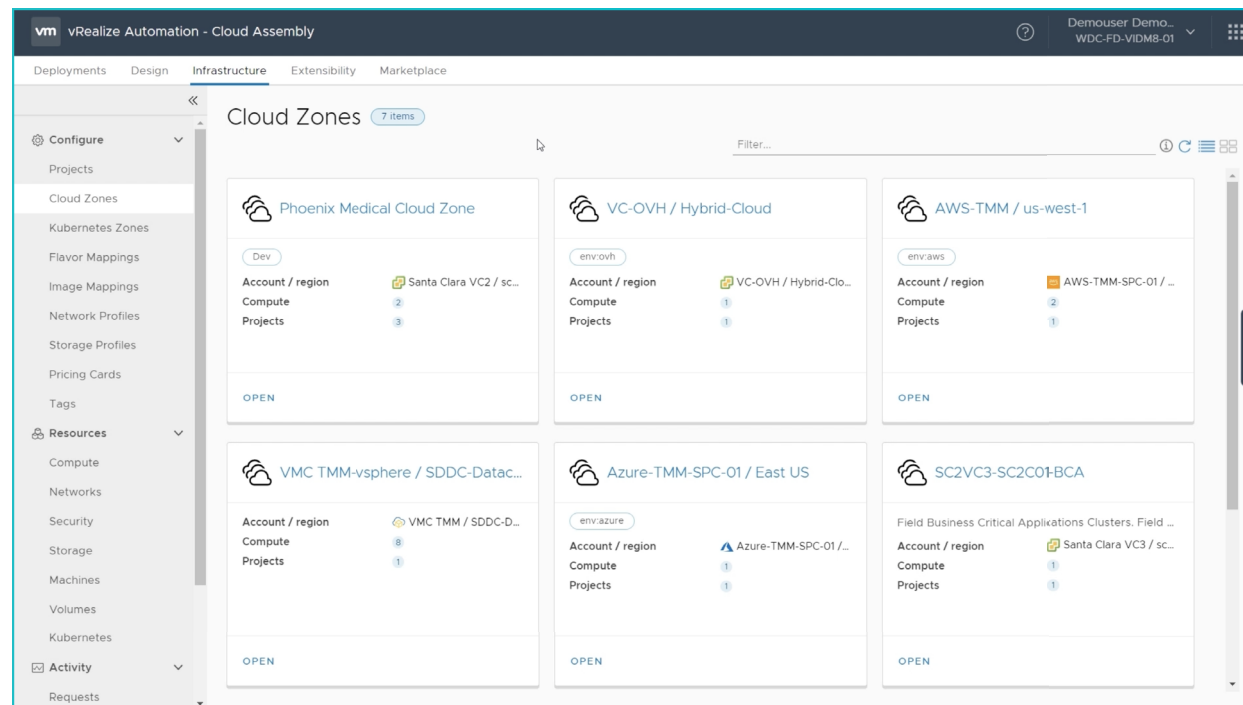 vm vRealize Automation - Cloud Assembly
Demouser Demo...
WDC-FD-VIDM8-01
Deployments Design Infrastructure Extensibility Marketplace
Configure
Projects
Cloud Zones
Kubernetes Zones
Flavor Mappings
Image Mappings
Network Profiles
Storage Profiles
Pricing Cards
Tags
Resources
Compute
Networks
Security
Storage
Machines
Volumes
Kubernetes
Activity
Requests
Cloud Zones 7 items
Filter...
Phoenix Medical Cloud Zone
Dev
Account / region Santa Clara VC2 / sc...
Compute 2
Projects 3
OPEN
VC-OVH / Hybrid-Cloud
env:ovh
Account / region VC-OVH / Hybrid-Clo...
Compute 1
Projects 1
OPEN
AWS-TMM / us-west-1
env:aws
Account / region AWS-TMM-SPC-01 / ...
Compute 2
Projects 1
OPEN
VMC TMM-vsphere / SDDC-Datac...
Account / region VMC TMM / SDDC-D...
Compute 8
Projects 1
OPEN
Azure-TMM-SPC-01 / East US
env:azure
Account / region Azure-TMM-SPC-01 /...
Compute 1
Projects 1
OPEN
SC2VC3-SC2C01-BCA
Field Business Critical Applications Clusters. Field ...
Account / region Santa Clara VC3 / sc...
Compute 1
Projects 1
OPEN